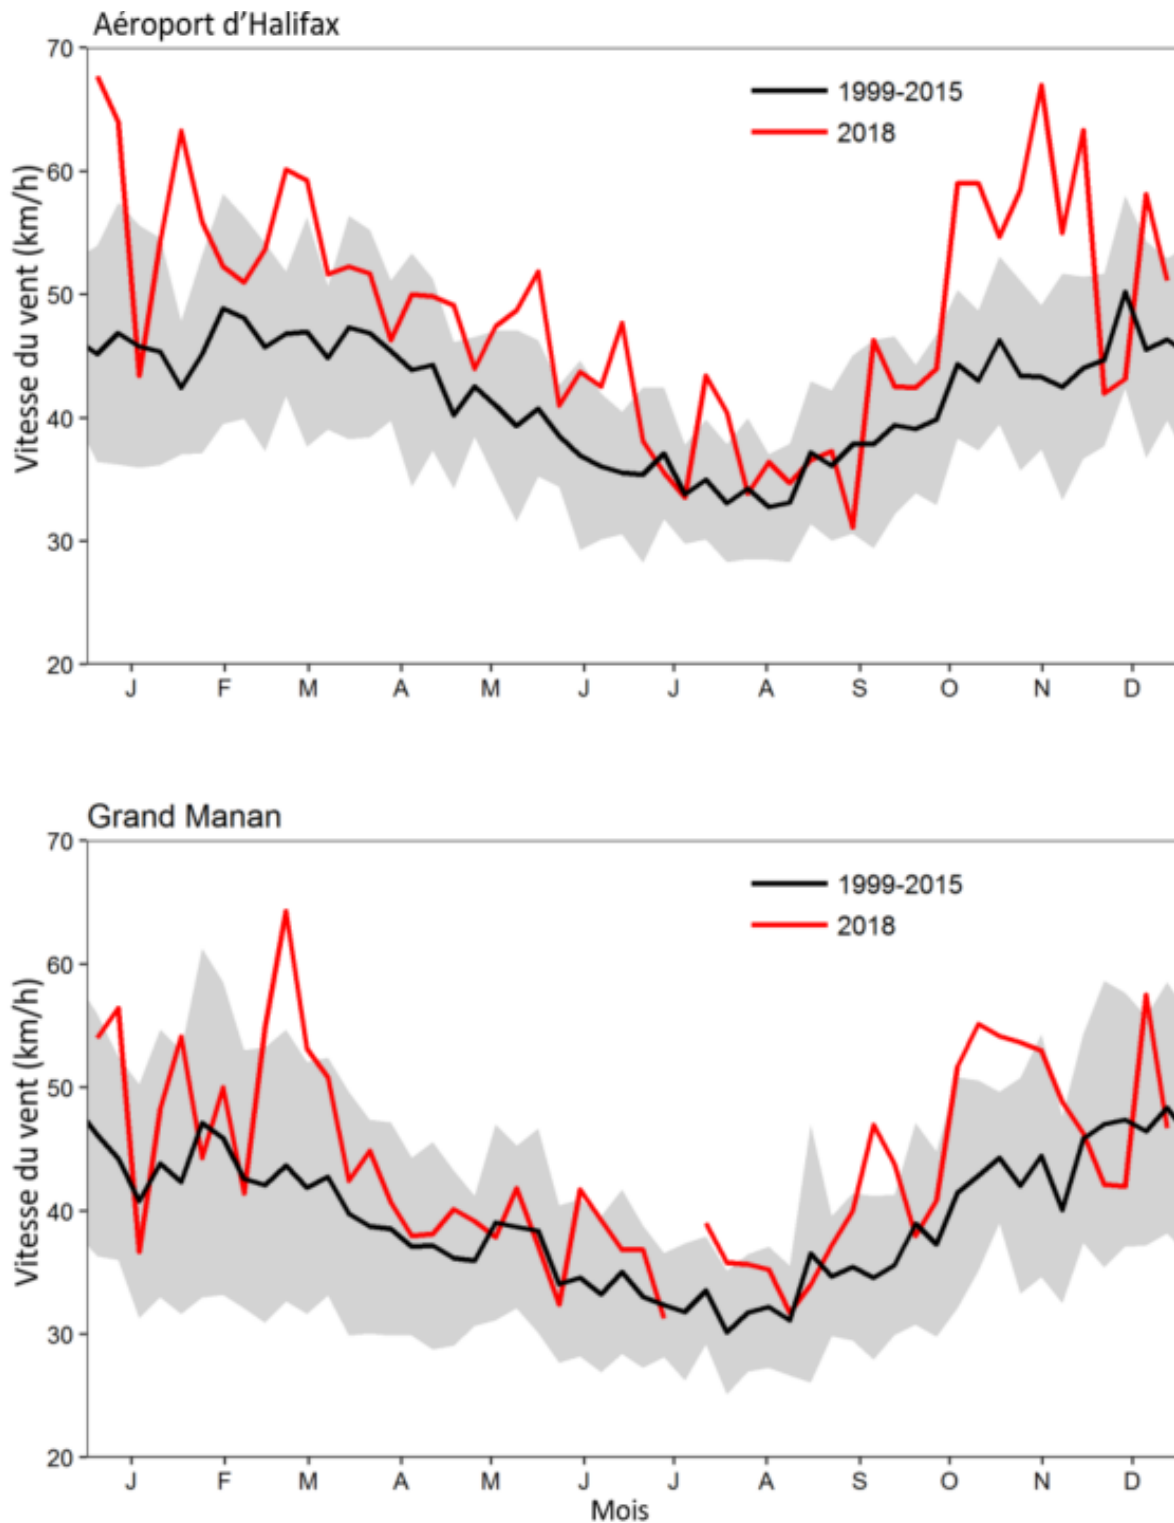 Aéroport d'Halifax
70
60
50
40
30
20
Vitesse du vent (km/h)
1999-2015
2018
J F M A M J J A S O N D
Grand Manan
70
60
50
40
30
20
Vitesse du vent (km/h)
1999-2015
2018
J F M A M J J A S O N D
Mois